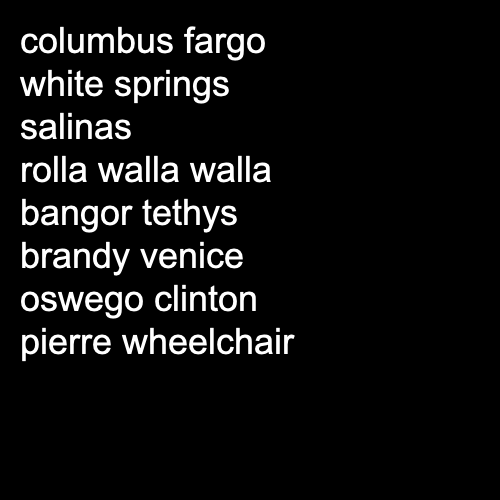 columbus fargo
white springs
salinas
rolla walla walla
bangor tethys
brandy venice
oswego clinton
pierre wheelchair